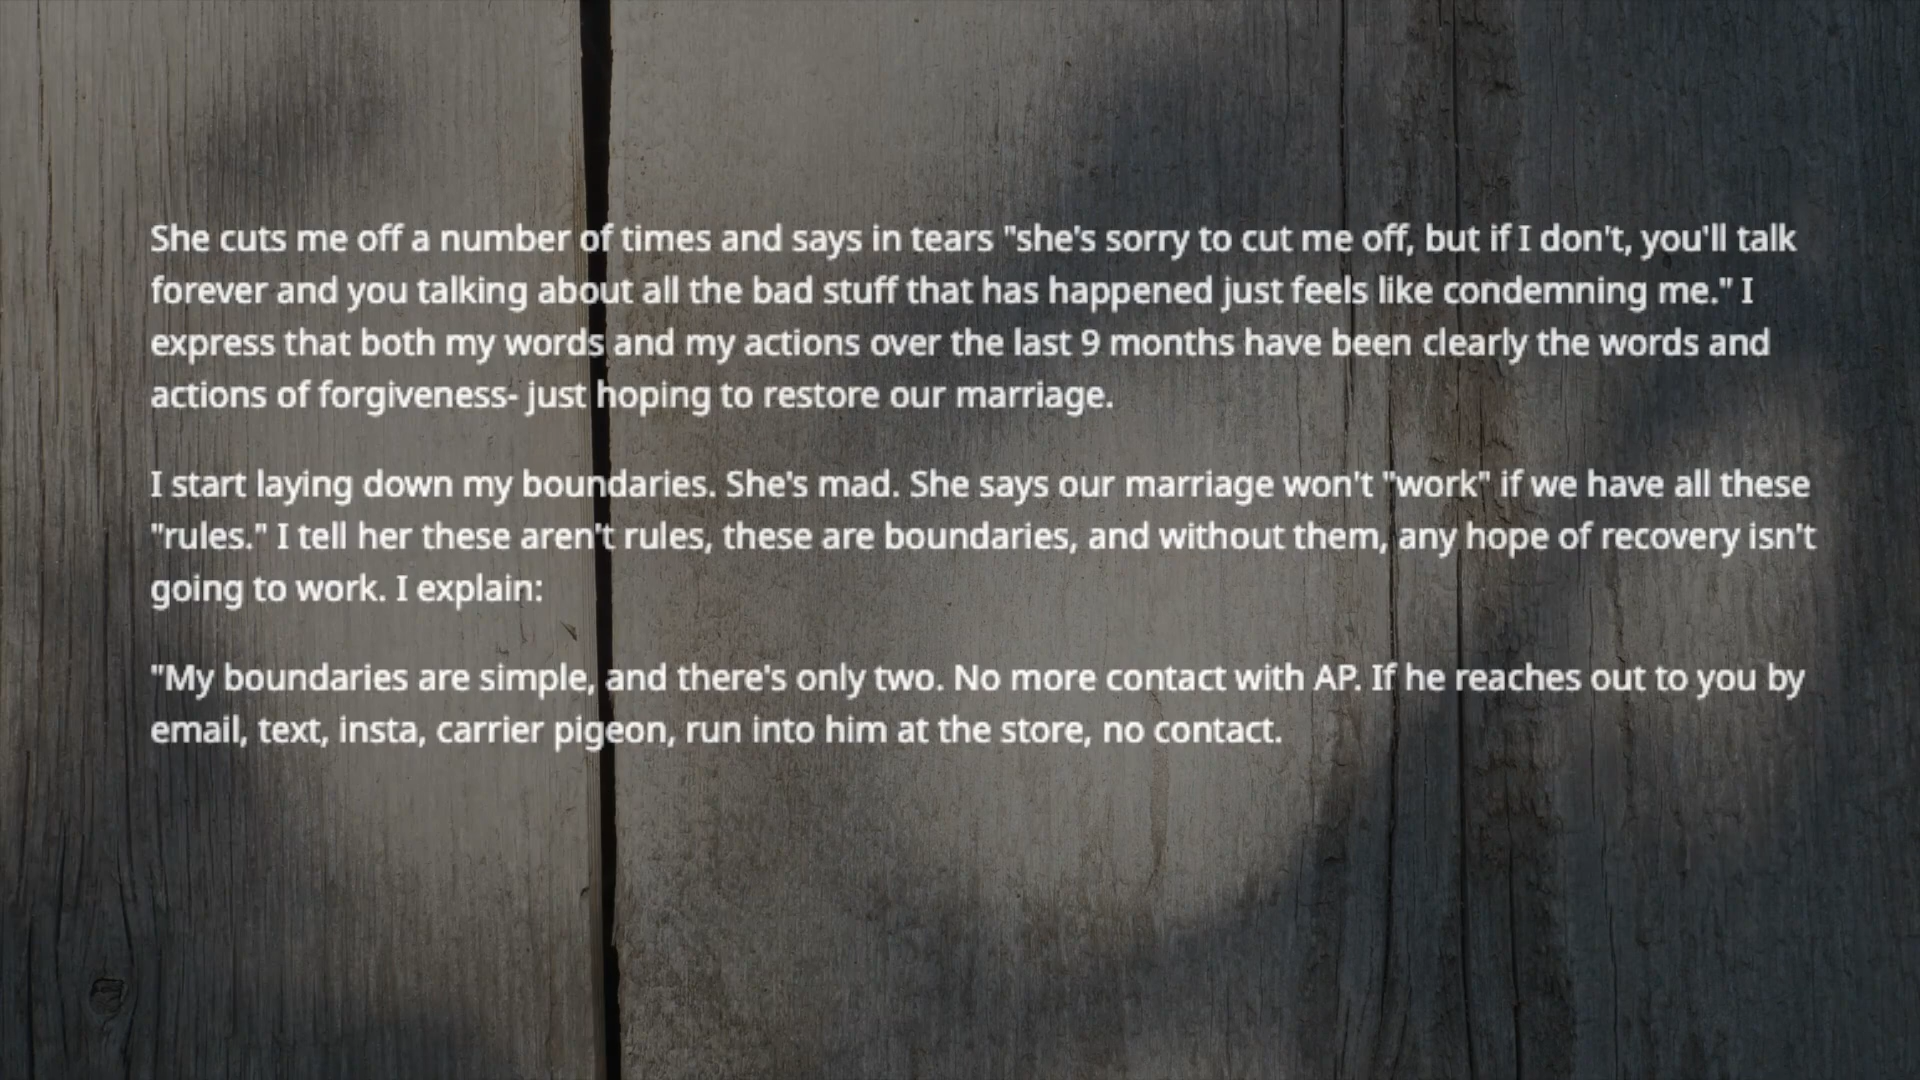 She cuts me off a number of times and says in tears "she's sorry to cut me off, but if I don't, you'll talk
forever and you talking about all the bad stuff that has happened just feels like condemning me." I
express that both my words and my actions over the last 9 months have been clearly the words and
actions of forgiveness- just hoping to restore our marriage.
I start laying down my boundaries. She's mad. She says our marriage won't "work" if we have all these
"rules." I tell her these aren't rules, these are boundaries, and without them, any hope of recovery isn't
going to work. I explain:
"My boundaries are simple, and there's only two. No more contact with AP. If he reaches out to you by
email, text, insta, carrier pigeon, run into him at the store, no contact.